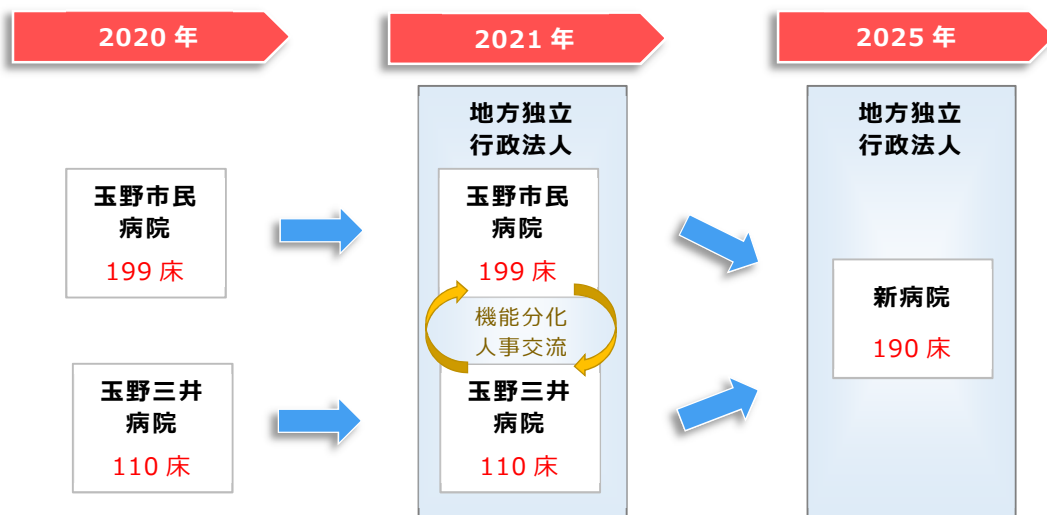 2020 年
2021 年
2025 年
玉野市民
病院
199 床
玉野三井
病院
110 床
地方独立
行政法人
玉野市民
病院
199 床
機能分化
人事交流
玉野三井
病院
110 床
地方独立
行政法人
新病院
190 床